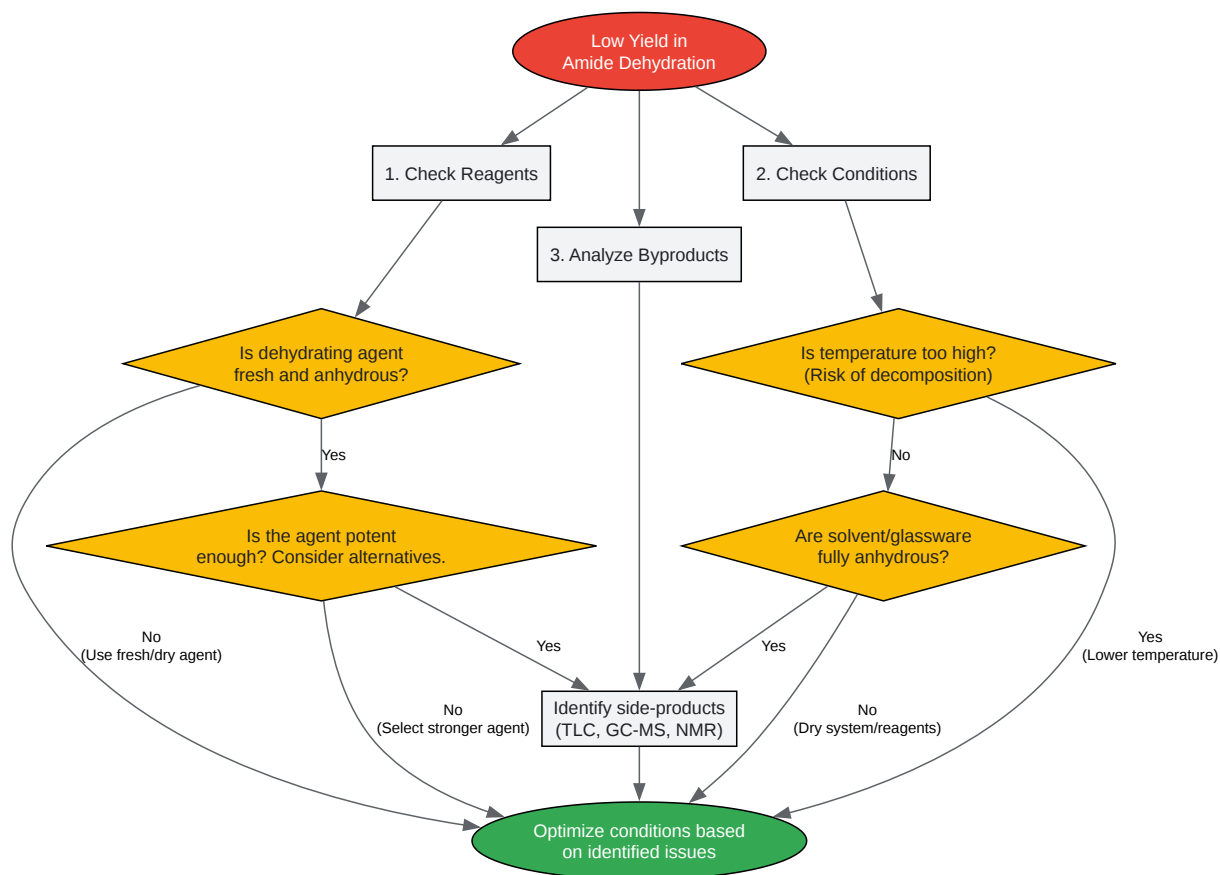 Low Yield in
Amide Dehydration
1. Check Reagents
2. Check Conditions
3. Analyze Byproducts
Is dehydrating agent
fresh and anhydrous?
Is temperature too high?
(Risk of decomposition)
Yes
No
Is the agent potent
enough? Consider alternatives.
Are solvent/glassware
fully anhydrous?
No
(Use fresh/dry agent)
Yes
Yes
Yes
(Lower temperature)
No
(Select stronger agent)
Identify side-products
(TLC, GC-MS, NMR)
No
(Dry system/reagents)
Optimize conditions based
on identified issues